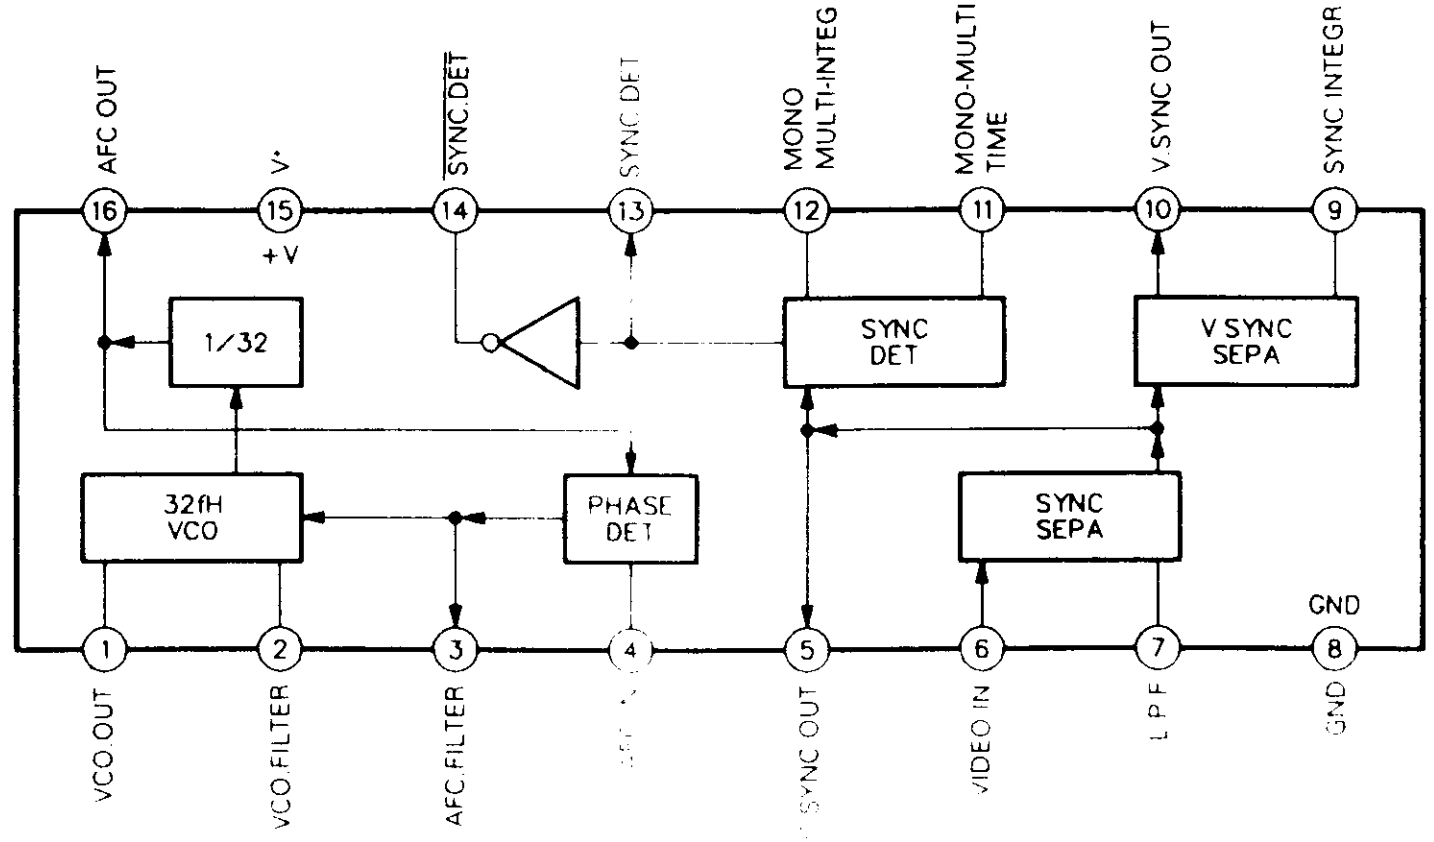 AFC OUT
V+
SYNC.DET
SYNC DET
MONO
MULTI-INTEG
MONO-MULTI
TIME
V.SYNC OUT
SYNC INTEGR
16
15
14
13
12
11
10
9
+V
1/32
SYNC
DET
V SYNC
SEPA
32fH
VCO
PHASE
DET
SYNC
SEPA
GND
1
2
3
4
5
6
7
8
VCO.OUT
VCO.FILTER
AFC.FILTER
SYNC OUT
VIDEO IN
L P F
GND